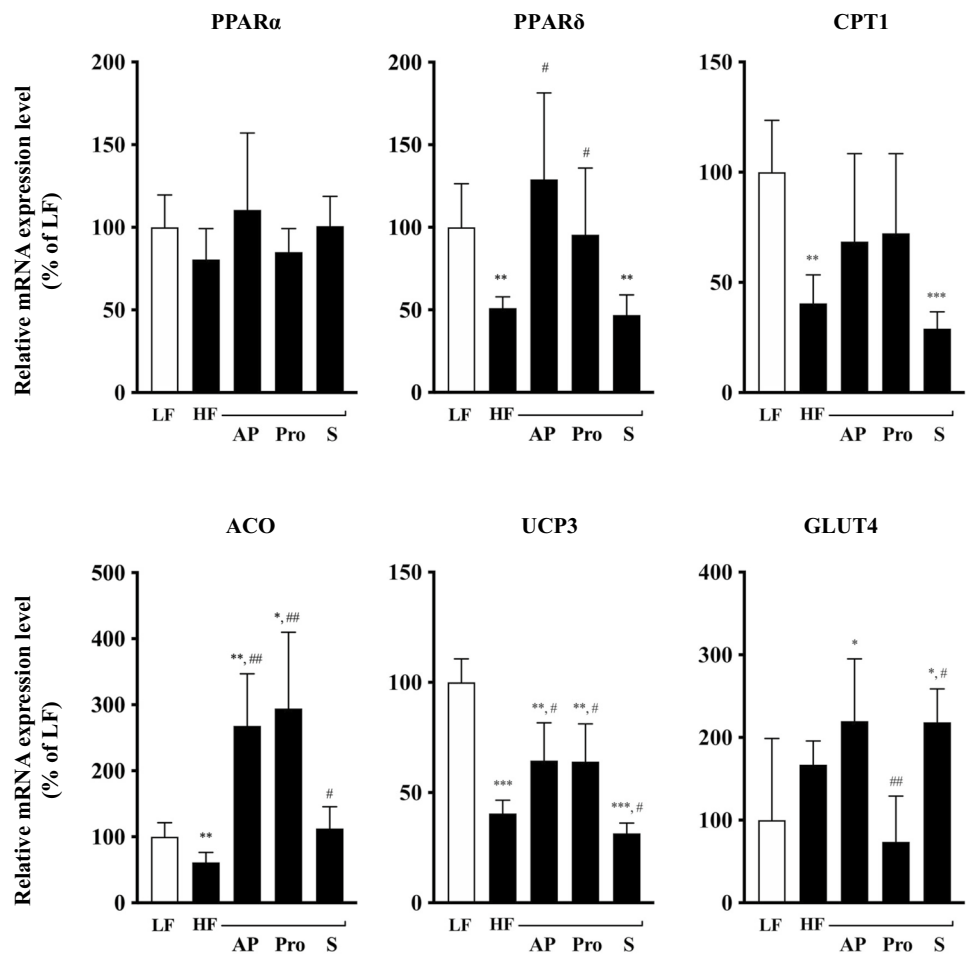 PPARα
PPARδ
CPT1
Relative mRNA expression level
(% of LF)
200
150
100
50
0
LF HF
AP Pro S
#
#
**
**
200
150
100
50
0
LF HF
AP Pro S
**
***
150
100
50
0
LF HF
AP Pro S
ACO
UCP3
GLUT4
Relative mRNA expression level
(% of LF)
**
**, ##
*, ##
#
500
400
300
200
100
0
LF HF
AP Pro S
***
**, #
**, #
***, #
150
100
50
0
LF HF
AP Pro S
*
##
*, #
400
300
200
100
0
LF HF
AP Pro S